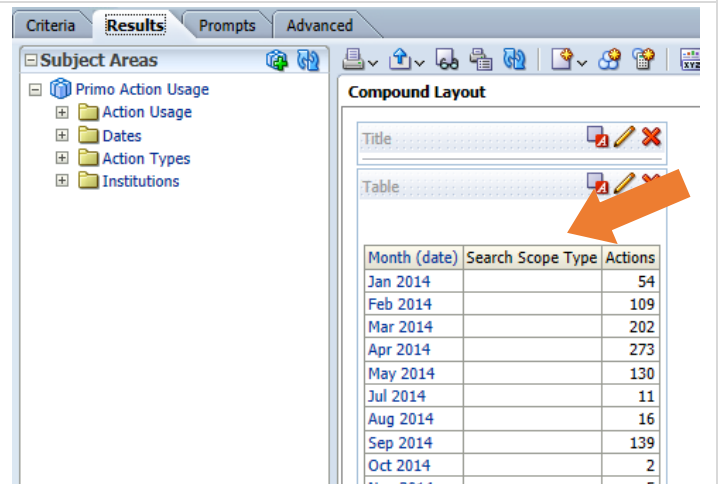 Criteria Results Prompts Advanced
Subject Areas
Primo Action Usage
Action Usage
Dates
Action Types
Institutions
XYZ
Compound Layout
Title
Table
Month (date) Search Scope Type Actions
Jan 2014 54
Feb 2014 109
Mar 2014 202
Apr 2014 273
May 2014 130
Jul 2014 11
Aug 2014 16
Sep 2014 139
Oct 2014 2